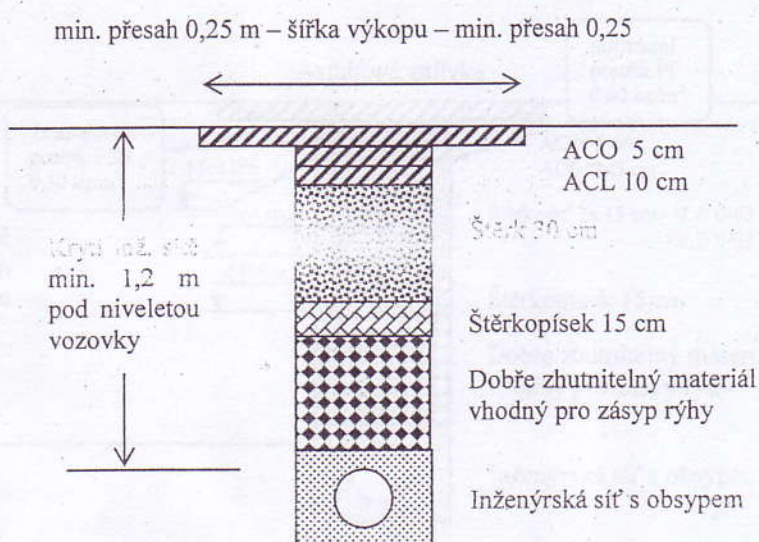 min. přesah 0,25 m – šířka výkopu – min. přesah 0,25
ACO 5 cm
ACL 10 cm
Štěrk 30 cm
Krytí inž. sítě
min. 1,2 m
pod niveletou
vozovky
Štěrkopísek 15 cm
Dobře zhutnitelný materiál
vhodný pro zásyp rýhy
Inženýrská síť s obsypem